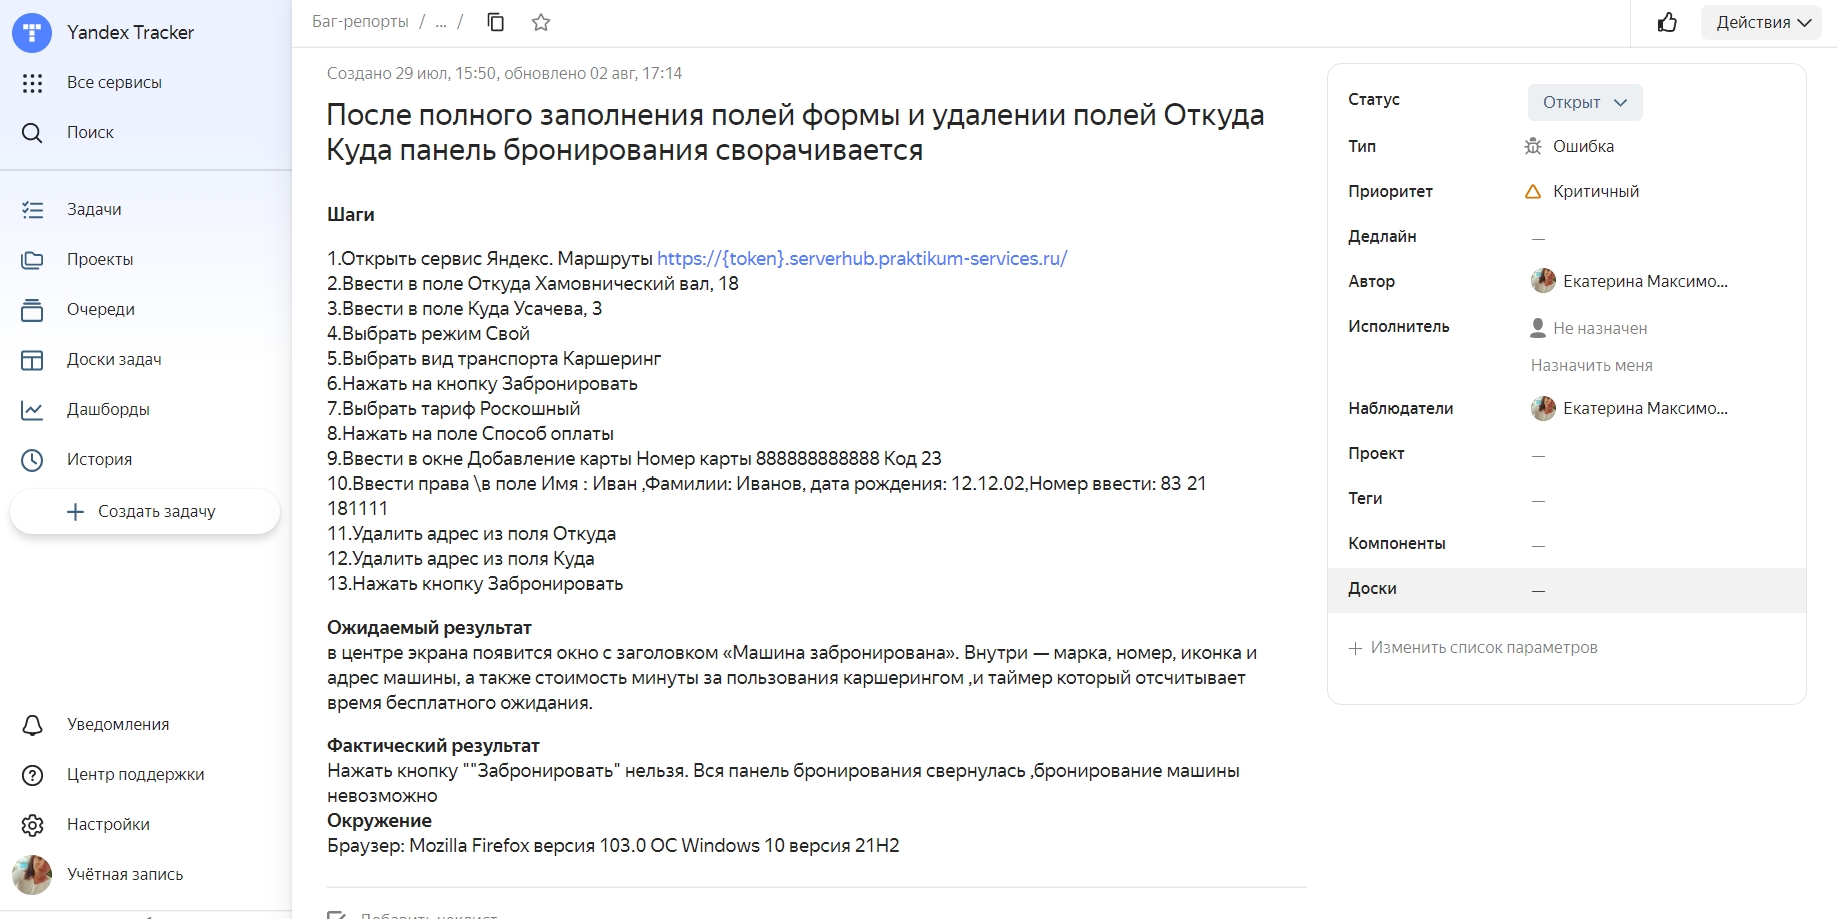 Yandex Tracker
Все сервисы
Поиск
Задачи
Проекты
Очереди
Доски задач
Дашборды
История
Создать задачу
Уведомления
Центр поддержки
Настройки
Учётная запись
Баг-репорты / ... /
Действия
Создано 29 июл, 15:50, обновлено 02 авг, 17:14
После полного заполнения полей формы и удалении полей Откуда
Куда панель бронирования сворачивается
Шаги
1.Открыть сервис Яндекс. Маршруты https://{token}.serverhub.praktikum-services.ru/
2.Ввести в поле Откуда Хамовнический вал, 18
3.Ввести в поле Куда Усачева, 3
4.Выбрать режим Свой
5.Выбрать вид транспорта Каршеринг
6.Нажать на кнопку Забронировать
7.Выбрать тариф Роскошный
8.Нажать на поле Способ оплаты
9.Ввести в окне Добавление карты Номер карты 888888888888 Код 23
10.Ввести права \в поле Имя : Иван ,Фамилии: Иванов, дата рождения: 12.12.02,Номер ввести: 83 21
181111
11.Удалить адрес из поля Откуда
12.Удалить адрес из поля Куда
13.Нажать кнопку Забронировать
Ожидаемый результат
в центре экрана появится окно с заголовком «Машина забронирована». Внутри — марка, номер, иконка и
адрес машины, а также стоимость минуты за пользования каршерингом ,и таймер который отсчитывает
время бесплатного ожидания.
Фактический результат
Нажать кнопку ""Забронировать" нельзя. Вся панель бронирования свернулась ,бронирование машины
невозможно
Окружение
Браузер: Mozilla Firefox версия 103.0 ОС Windows 10 версия 21H2
Добавить чеклист
Статус Открыт
Тип Ошибка
Приоритет Критичный
Дедлайн —
Автор Екатерина Максимо...
Исполнитель Не назначен
Назначить меня
Наблюдатели Екатерина Максимо...
Проект —
Теги —
Компоненты —
Доски —
Изменить список параметров